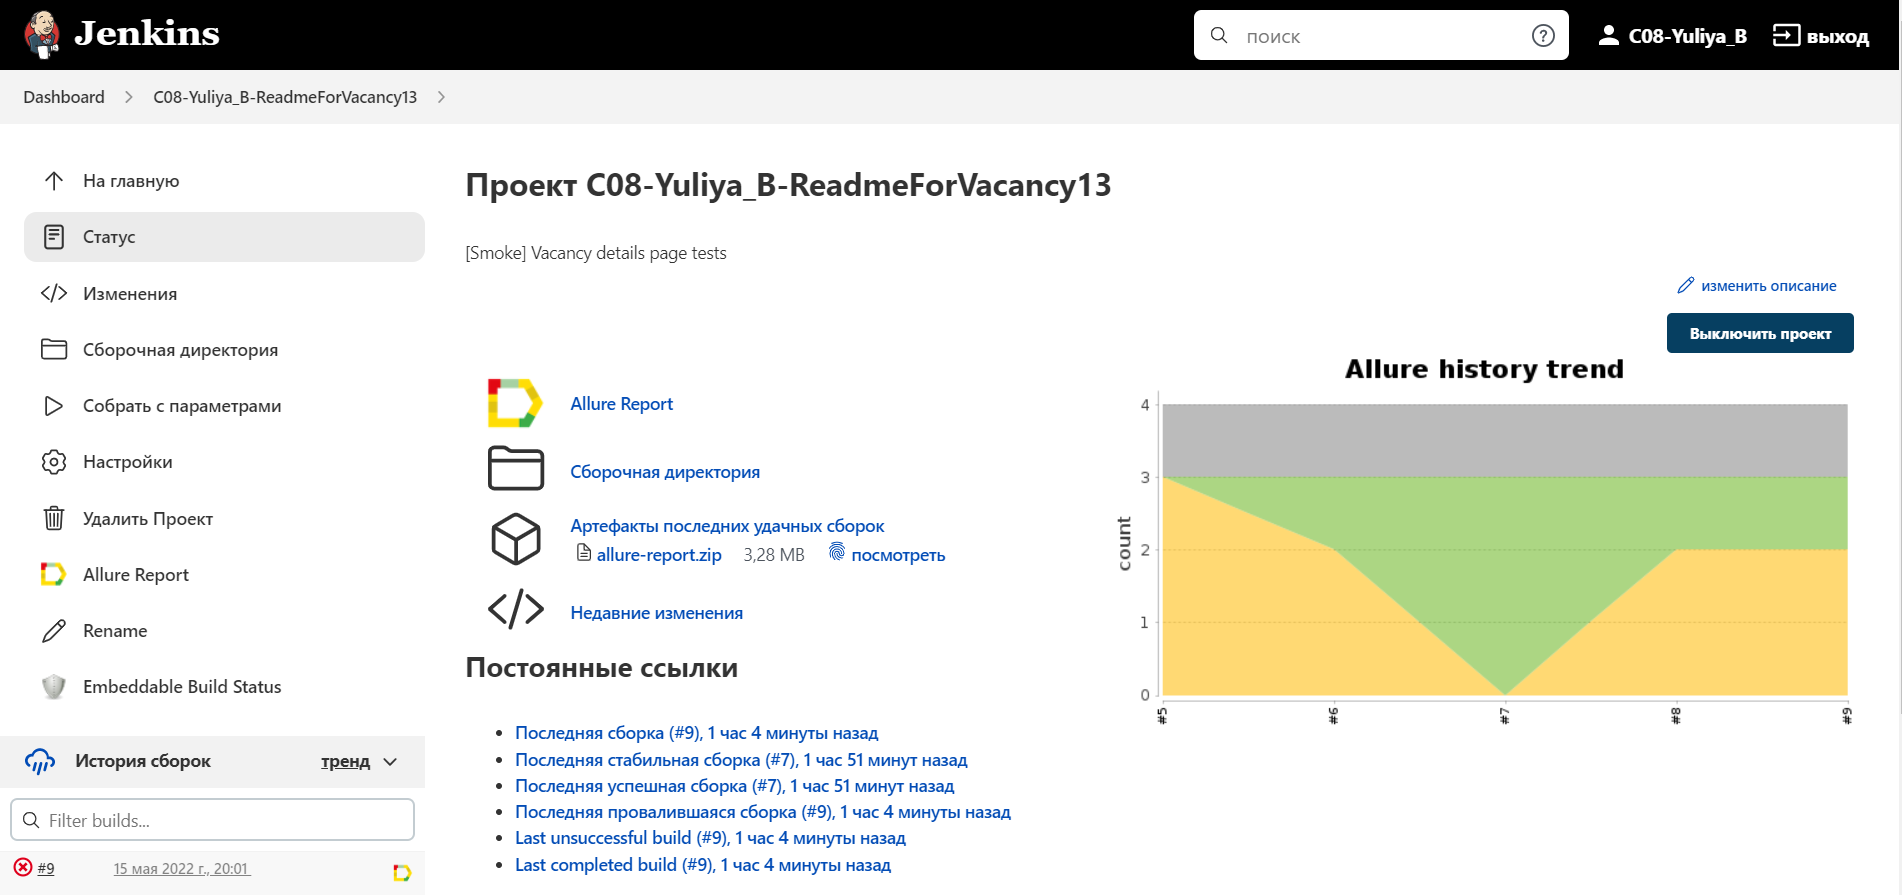 Jenkins
поиск
C08-Yuliya_B
выход
Dashboard
C08-Yuliya_B-ReadmeForVacancy13
На главную
Статус
Изменения
Сборочная директория
Собрать с параметрами
Настройки
Удалить Проект
Allure Report
Rename
Embeddable Build Status
История сборок
тренд
Filter builds...
#9
15 мая 2022 г., 20:01
Проект C08-Yuliya_B-ReadmeForVacancy13
[Smoke] Vacancy details page tests
изменить описание
Выключить проект
Allure Report
Сборочная директория
Артефакты последних удачных сборок
allure-report.zip 3,28 MB посмотреть
Недавние изменения
Allure history trend
count
4
3
2
1
0
#5
#6
#7
#8
#9
Постоянные ссылки
Последняя сборка (#9), 1 час 4 минуты назад
Последняя стабильная сборка (#7), 1 час 51 минут назад
Последняя успешная сборка (#7), 1 час 51 минут назад
Последняя провалившаяся сборка (#9), 1 час 4 минуты назад
Last unsuccessful build (#9), 1 час 4 минуты назад
Last completed build (#9), 1 час 4 минуты назад